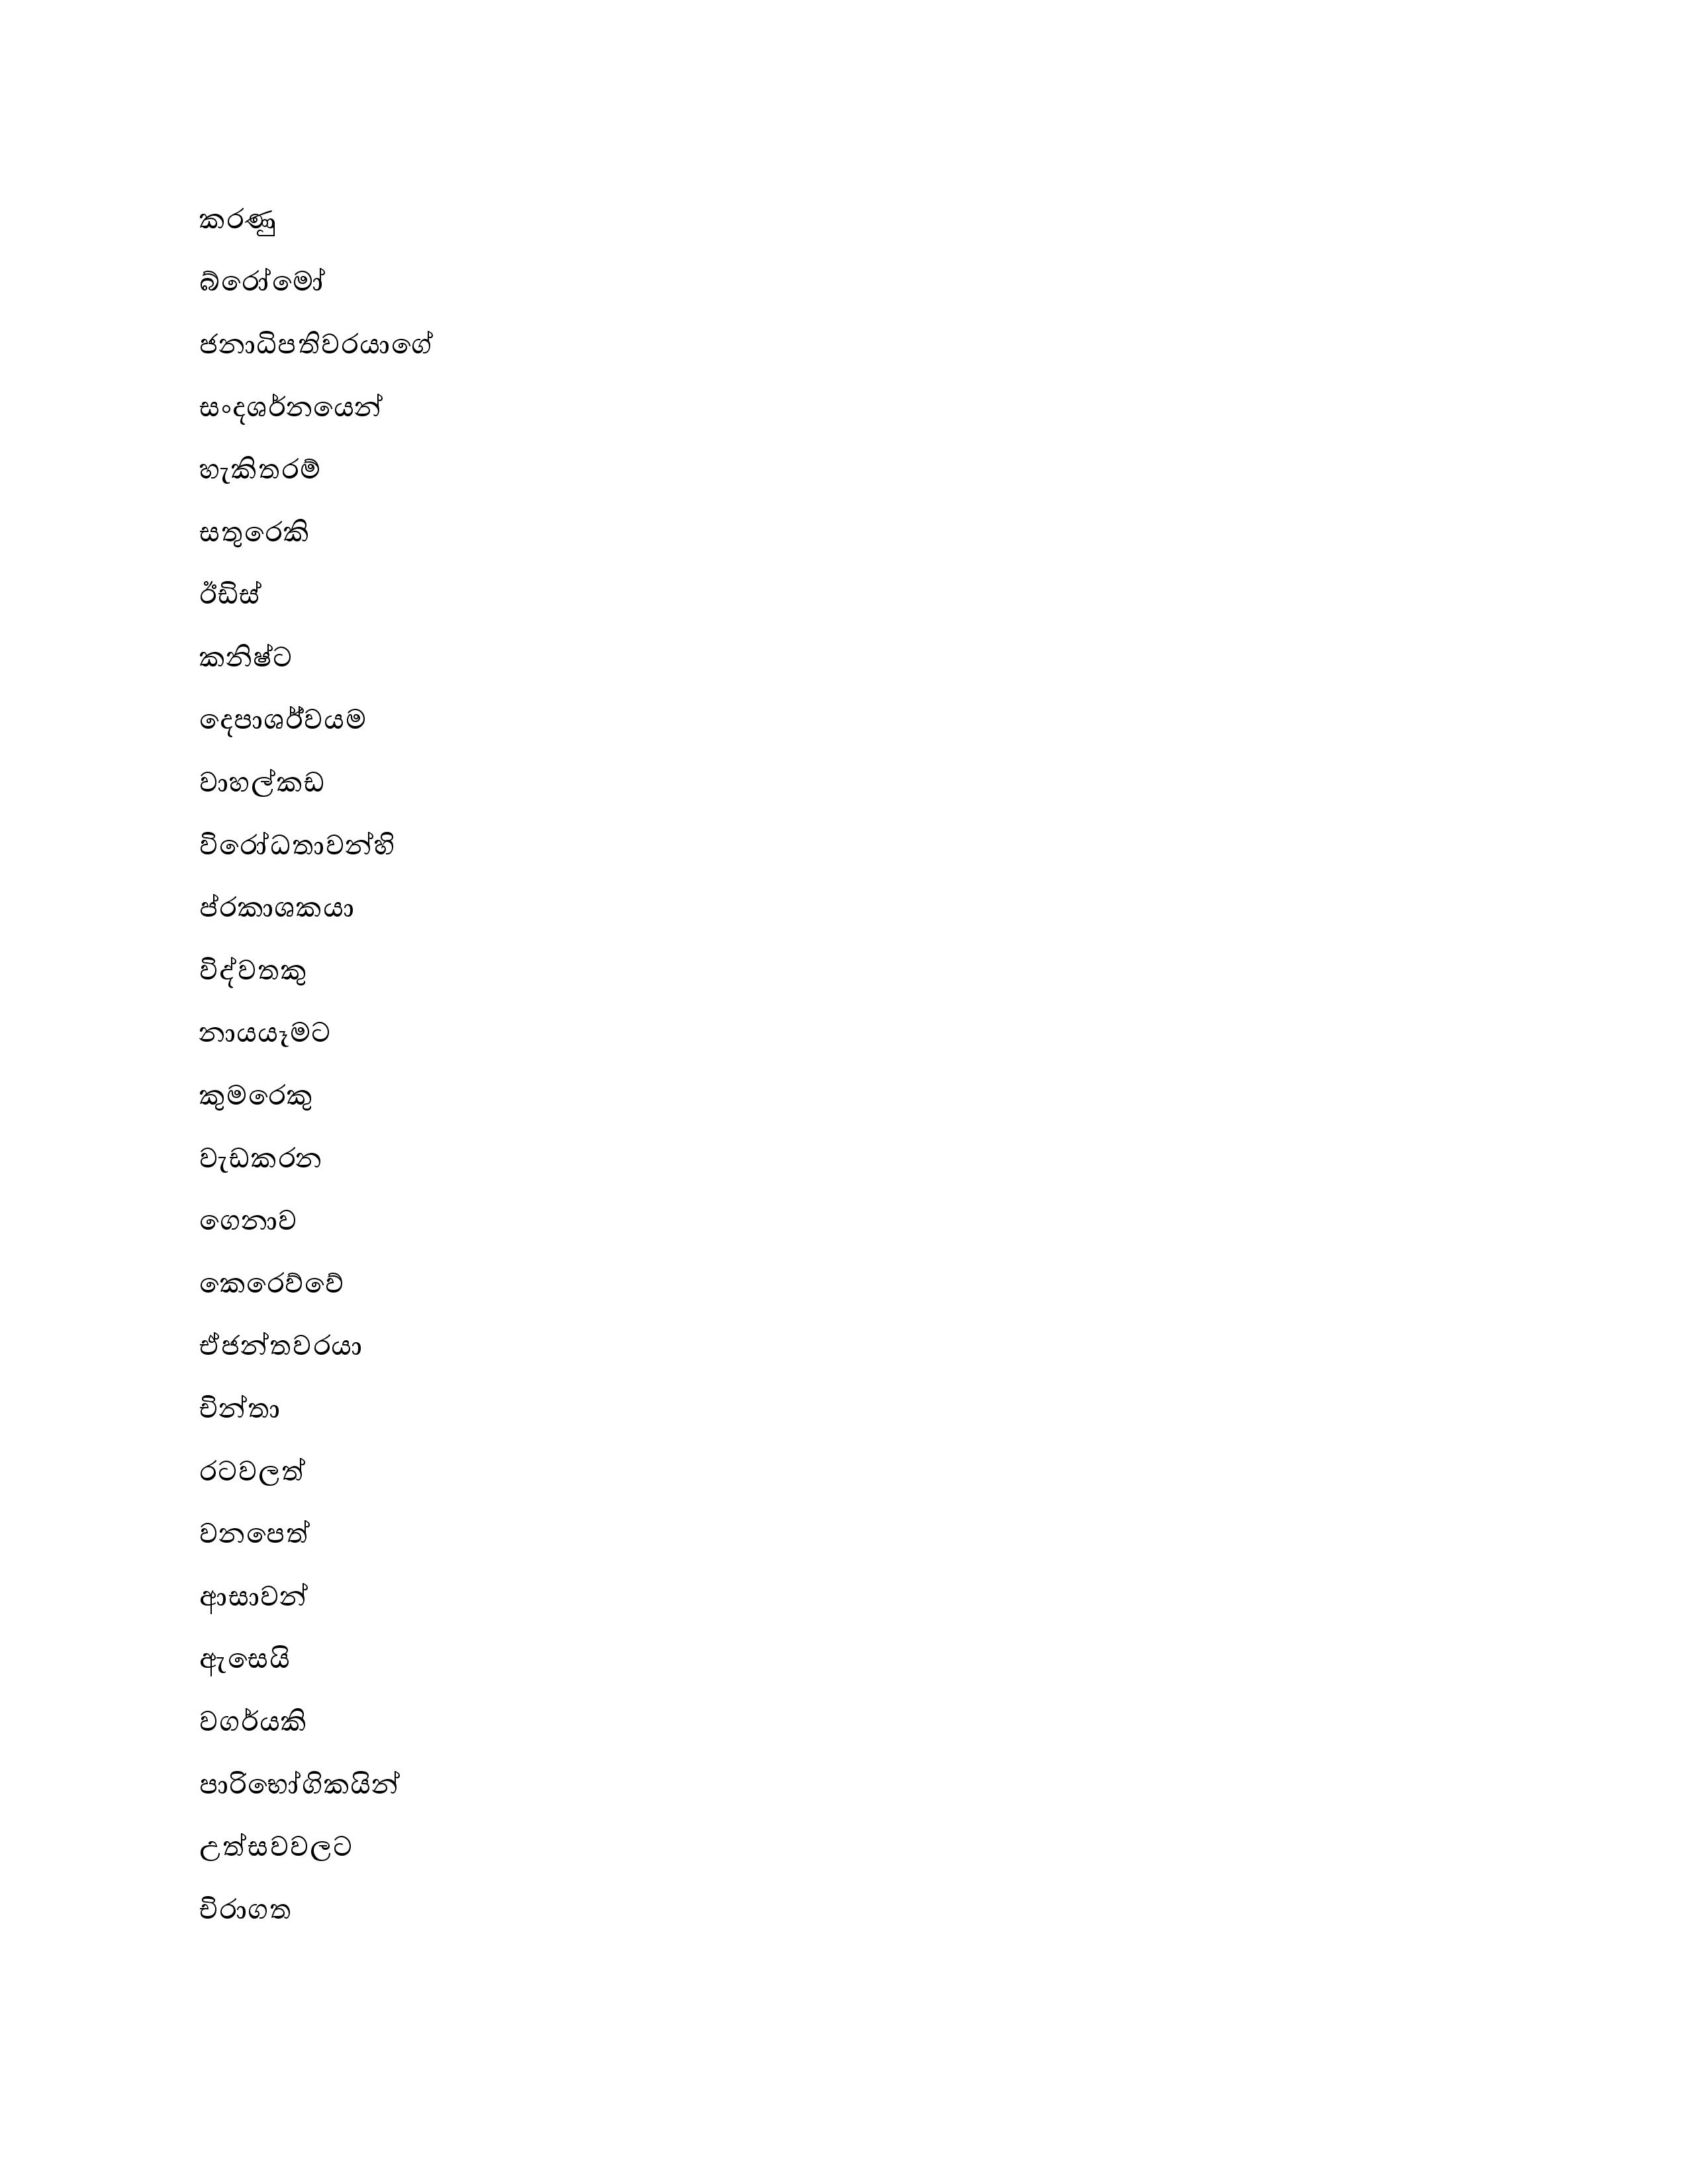 කරණු
බ්රෝමෝ
ජනාධිපතිවරයාගේ
සංදශර්නයෙන්
හැකිතරම්
සතුරෙකි
ඊඩිස්
කනිෂ්ට
දෙපාශර්වයම
වාහල්කඩ
විරෝධතාවන්හි
ප්රකාශකයා
විද්වතකු
නායයෑමට
කුමරෙකු
වැඩකරන
ගෙනාව
කෙරෙව්වේ
ඒජන්තවරයා
චින්තා
රටවලත්
වනපෙත්
ආසාවන්
ඇසෙයි
වගර්යකි
පාරිභෝගිකයින්
උත්සවවලට
චිරාගත